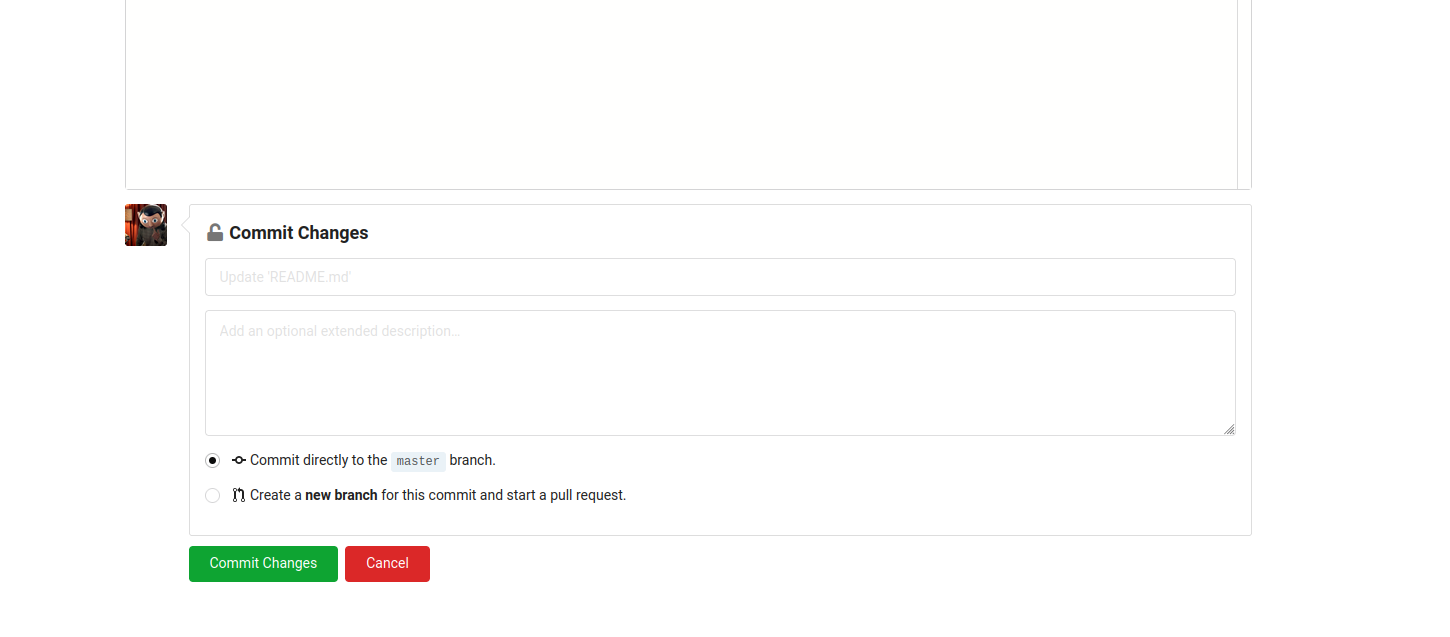 Commit Changes
Update 'README.md'
Add an optional extended description…
Commit directly to the master branch.
Create a new branch for this commit and start a pull request.
Commit Changes Cancel